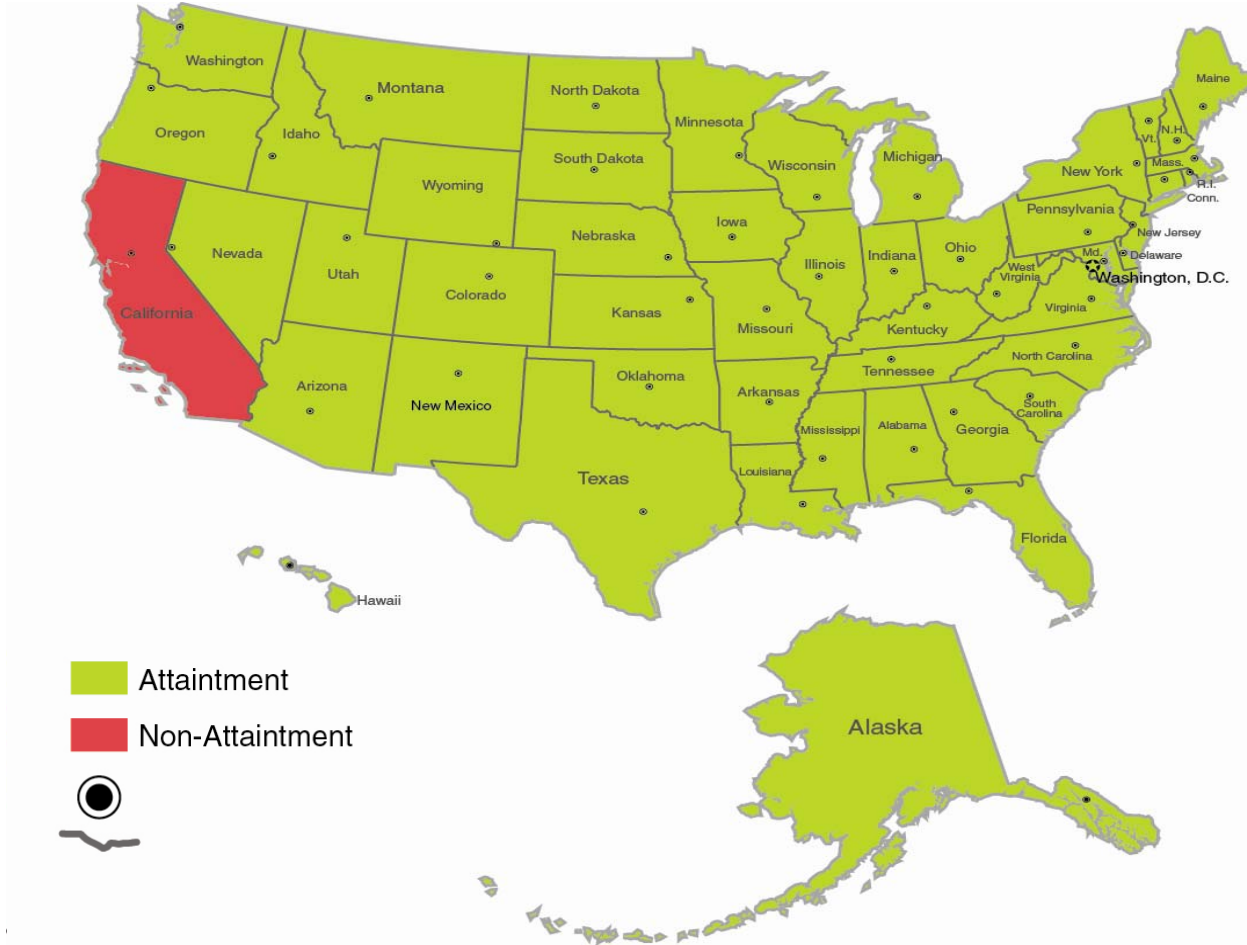 Washington
Montana
North Dakota
Minnesota
Maine
Oregon
Idaho
South Dakota
Wisconsin
Michigan
Vt.
N.H.
New York
Mass.
R.I.
Conn.
Wyoming
Iowa
Pennsylvania
New Jersey
Nebraska
Nevada
Utah
Illinois
Indiana
Ohio
Md.
Delaware
West
Virginia
Washington, D.C.
Colorado
California
Kansas
Missouri
Kentucky
Virginia
Arizona
New Mexico
Oklahoma
Arkansas
Tennessee
North Carolina
South
Carolina
Mississippi
Alabama
Georgia
Texas
Louisiana
Florida
Hawaii
Attaintment
Non-Attaintment
Alaska